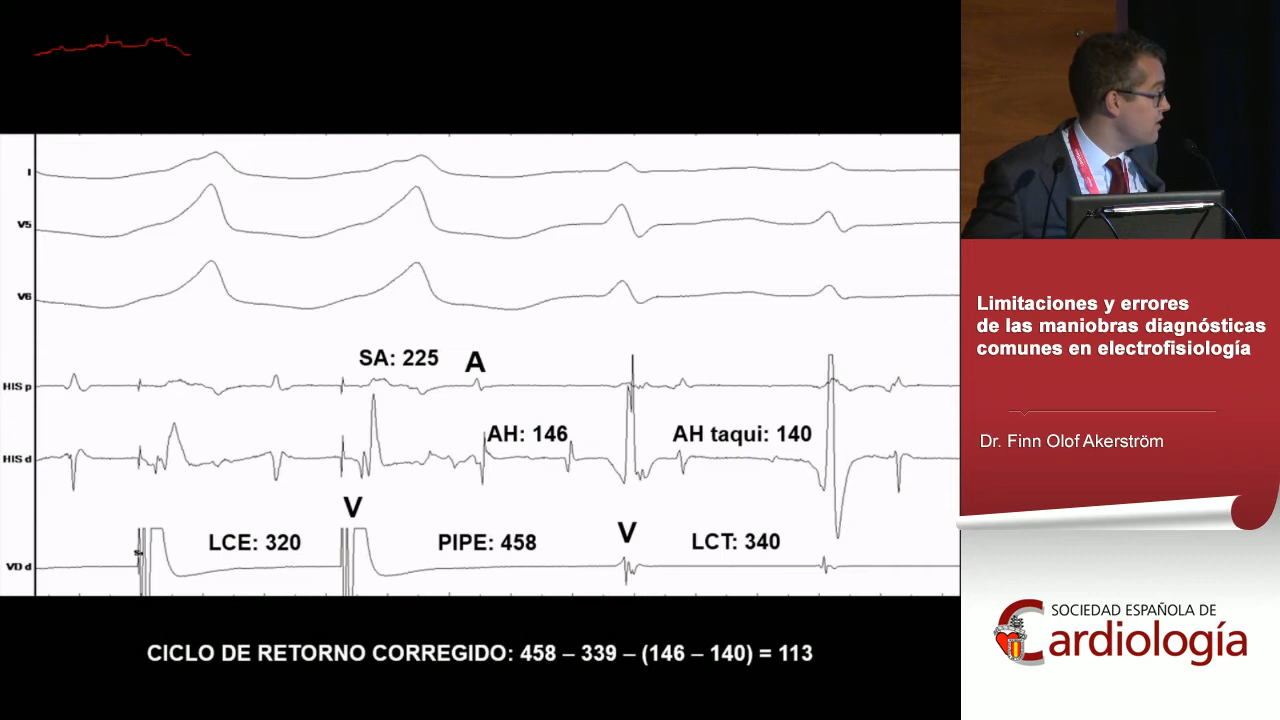 I
V5
V6
SA: 225 A
HIS p
AH: 146 AH taqui: 140
HIS d
V V
LCE: 320 PIPE: 458 LCT: 340
VD d
CICLO DE RETORNO CORREGIDO: 458 – 339 – (146 – 140) = 113
Limitaciones y errores
de las maniobras diagnósticas
comunes en electrofisiología
Dr. Finn Olof Akerström
SOCIEDAD ESPAÑOLA DE
Cardiología